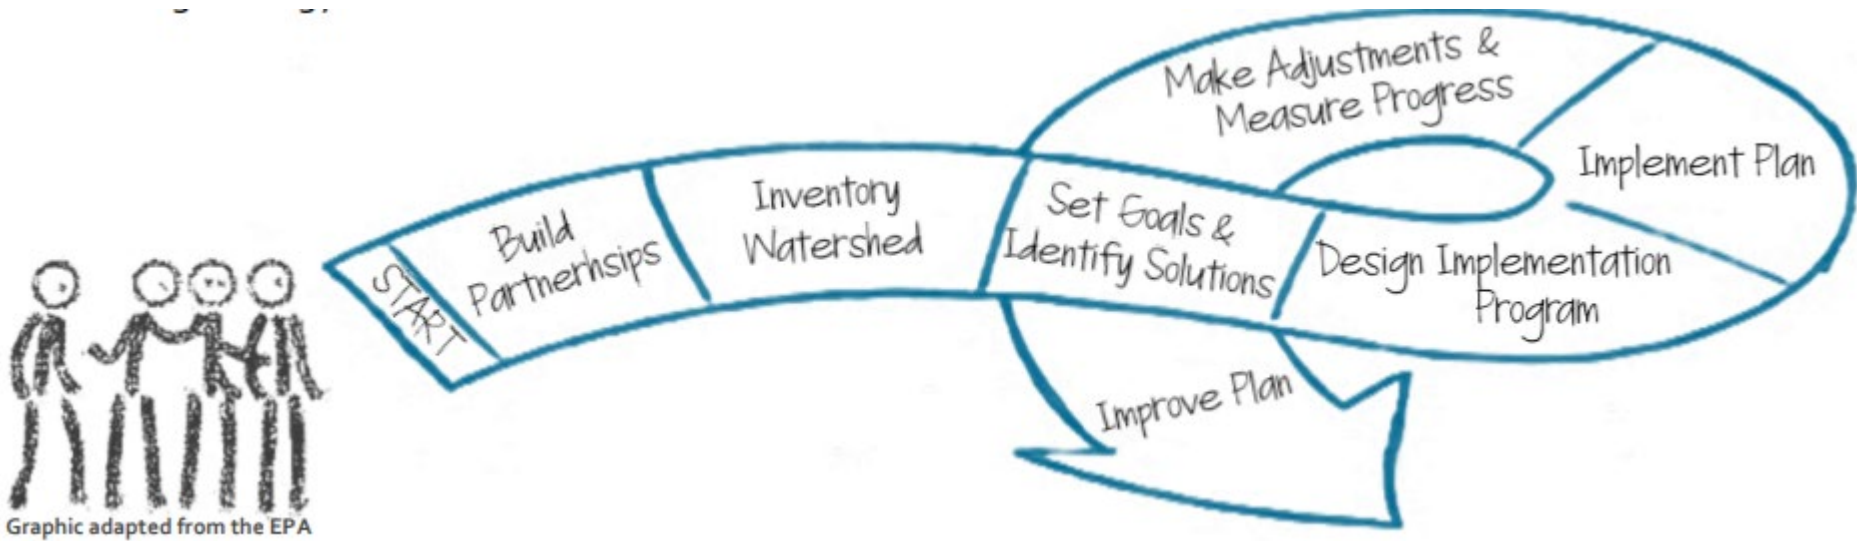 START
Build
Partnerhsips
Inventory
Watershed
Set Goals &
Identify Solutions
Design Implementation
Program
Implement Plan
Make Adjustments &
Measure Progress
Improve Plan
Graphic adapted from the EPA